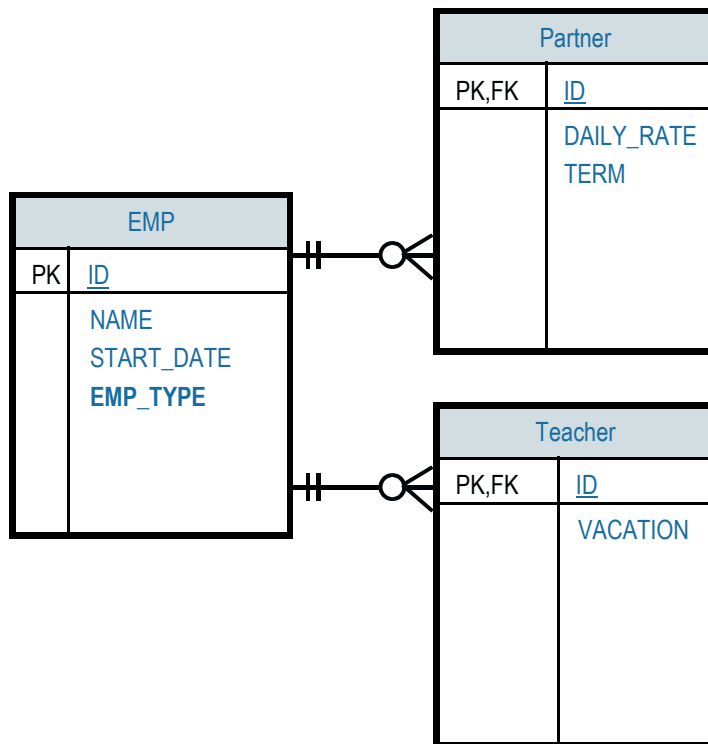 Partner
PK,FK ID
DAILY_RATE
TERM
EMP
PK ID
NAME
START_DATE
EMP_TYPE
Teacher
PK,FK ID
VACATION